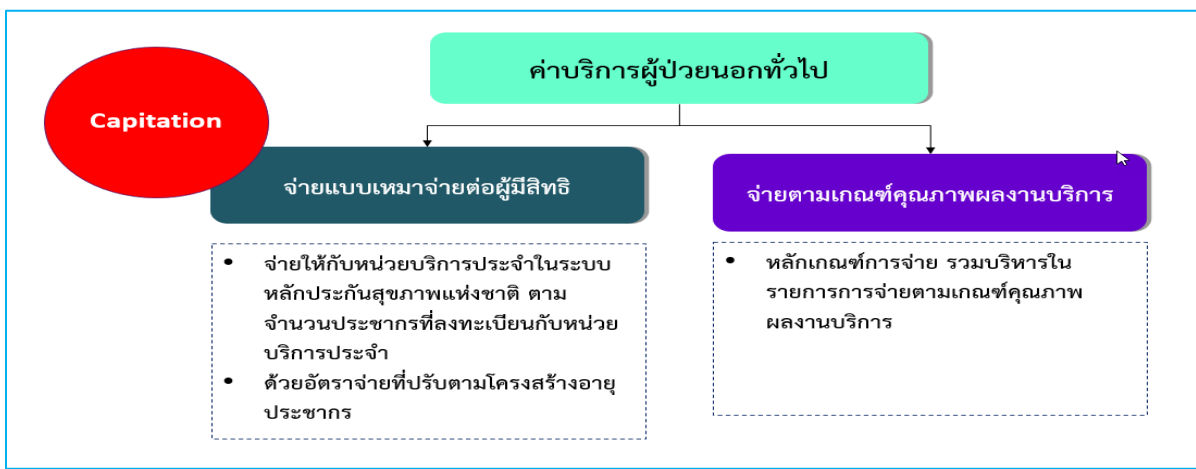 Capitation
ค่าบริการผู้ป่วยนอกทั่วไป
จ่ายแบบเหมาจ่ายต่อผู้มีสิทธิ
จ่ายตามเกณฑ์คุณภาพผลงานบริการ
• จ่ายให้กับหน่วยบริการประจำในระบบ
หลักประกันสุขภาพแห่งชาติ ตาม
จำนวนประชากรที่ลงทะเบียนกับหน่วย
บริการประจำ
• ด้วยอัตราจ่ายที่ปรับตามโครงสร้างอายุ
ประชากร
• หลักเกณฑ์การจ่าย รวมบริหารใน
รายการการจ่ายตามเกณฑ์คุณภาพ
ผลงานบริการ